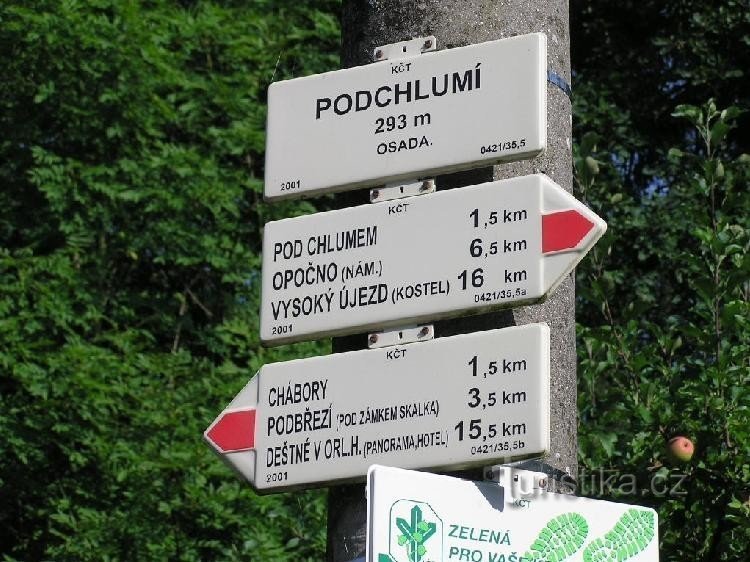 KČT
PODCHLUMÍ
293 m
OSADA.
2001 0421/35,5
KČT
POD CHLUMEM 1,5 km
OPOČNO (NÁM.) 6,5 km
VYSOKÝ ÚJEZD (KOSTEL) 16 km
2001 0421/35,5a
KČT
CHÁBORY 1,5 km
PODBŘEZÍ (POD ZÁMKEM SKALKA) 3,5 km
DEŠTNÉ V ORL.H. (PANORAMA,HOTEL) 15,5 km
2001 0421/35,5b
turistika.cz
KČT
ZELENÁ
PRO VAŠE